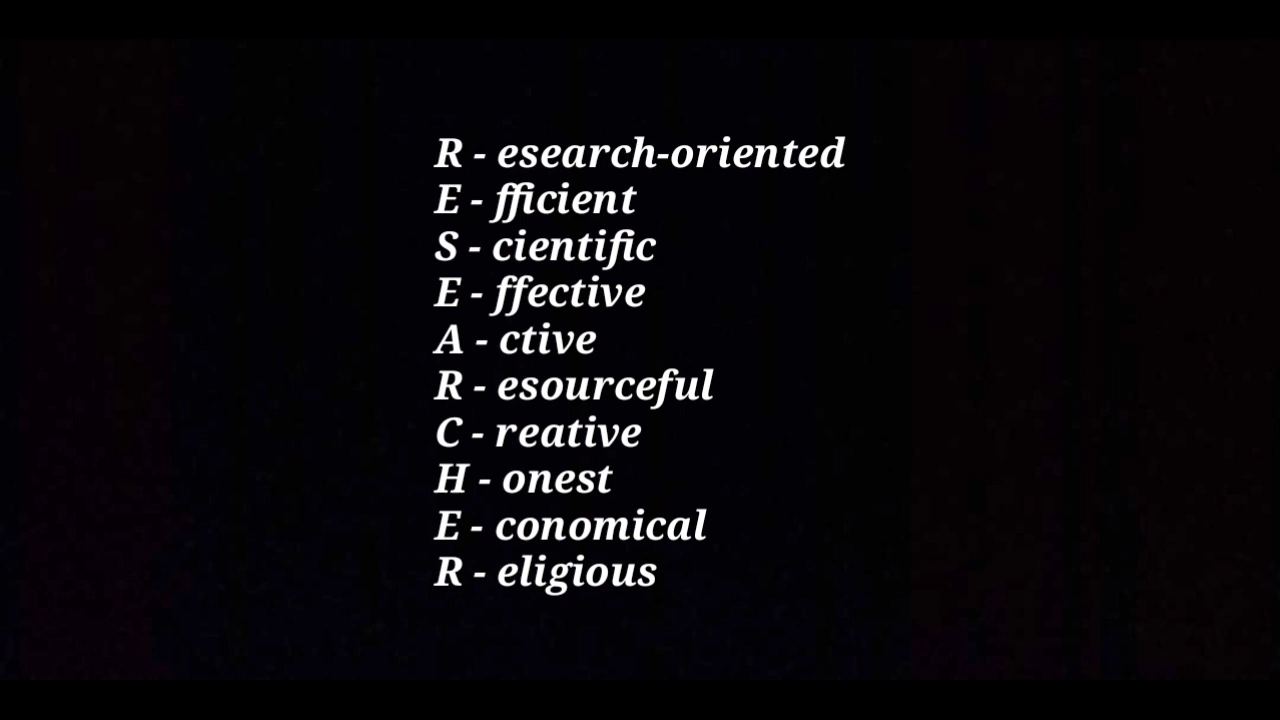 R - esearch-oriented
E - fficient
S - cientific
E - ffective
A - ctive
R - esourceful
C - reative
H - onest
E - conomical
R - eligious